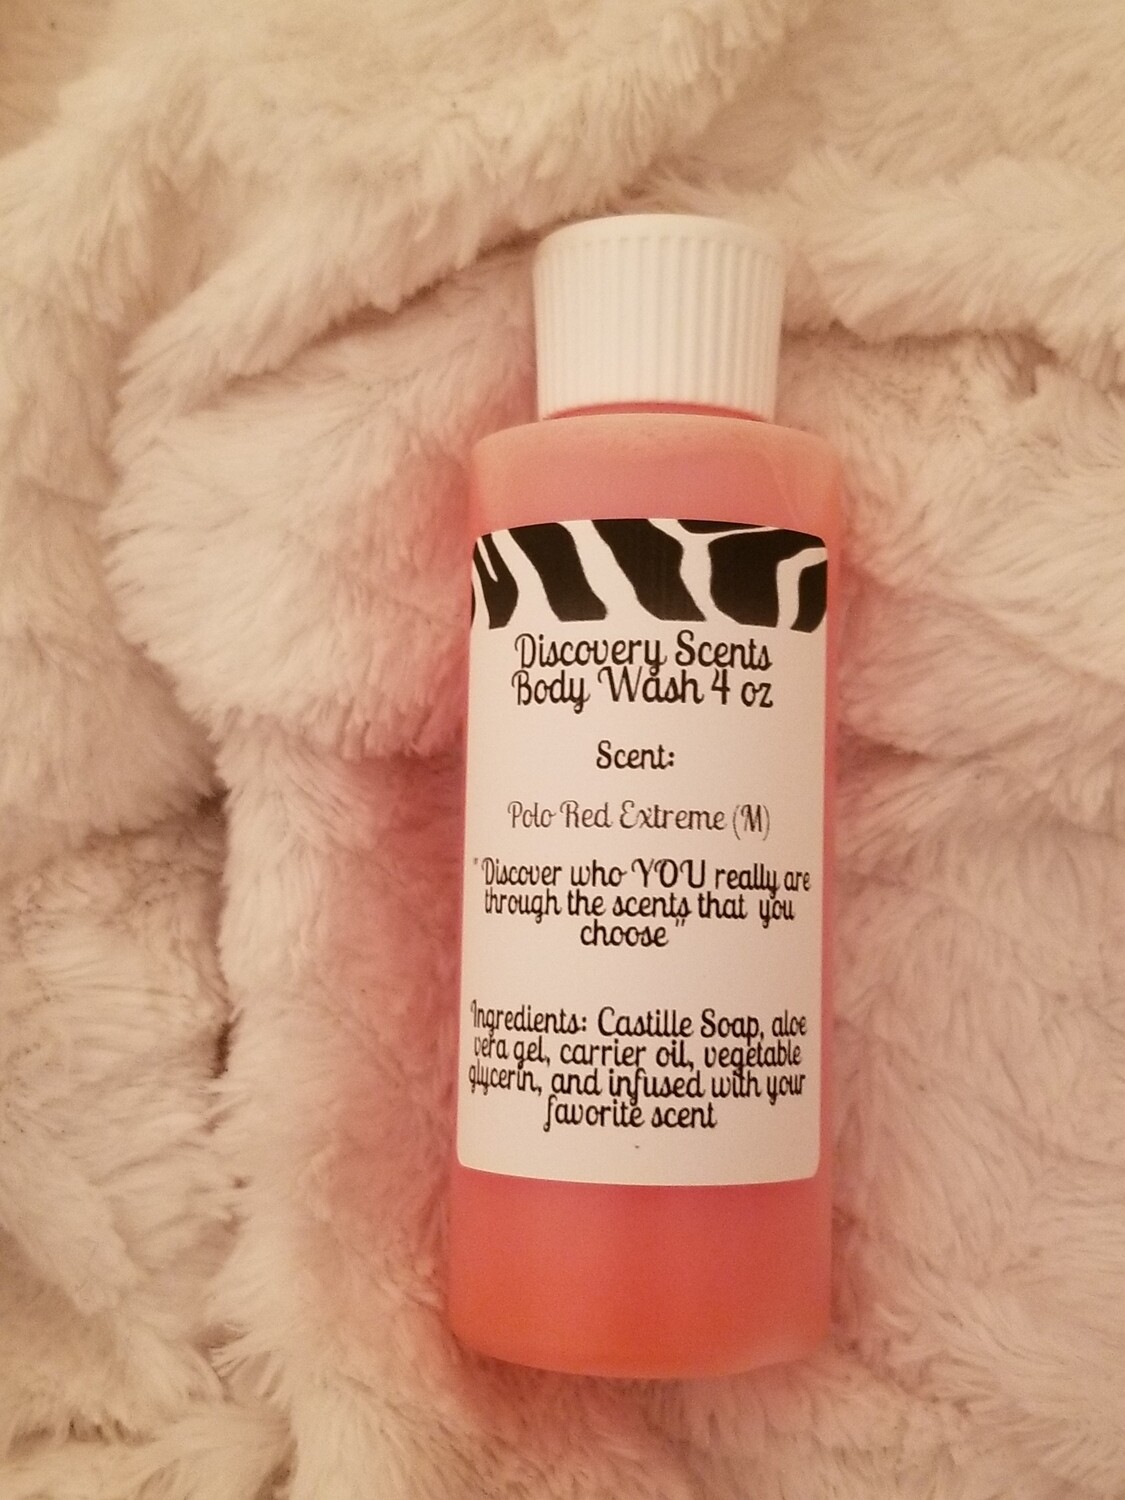 Discovery Scents
Body Wash 4 oz
Scent:
Polo Red Extreme (M)
"Discover who YOU really are
through the scents that you
choose"
Ingredients: Castille Soap, aloe
vera gel, carrier oil, vegetable
glycerin, and infused with your
favorite scent